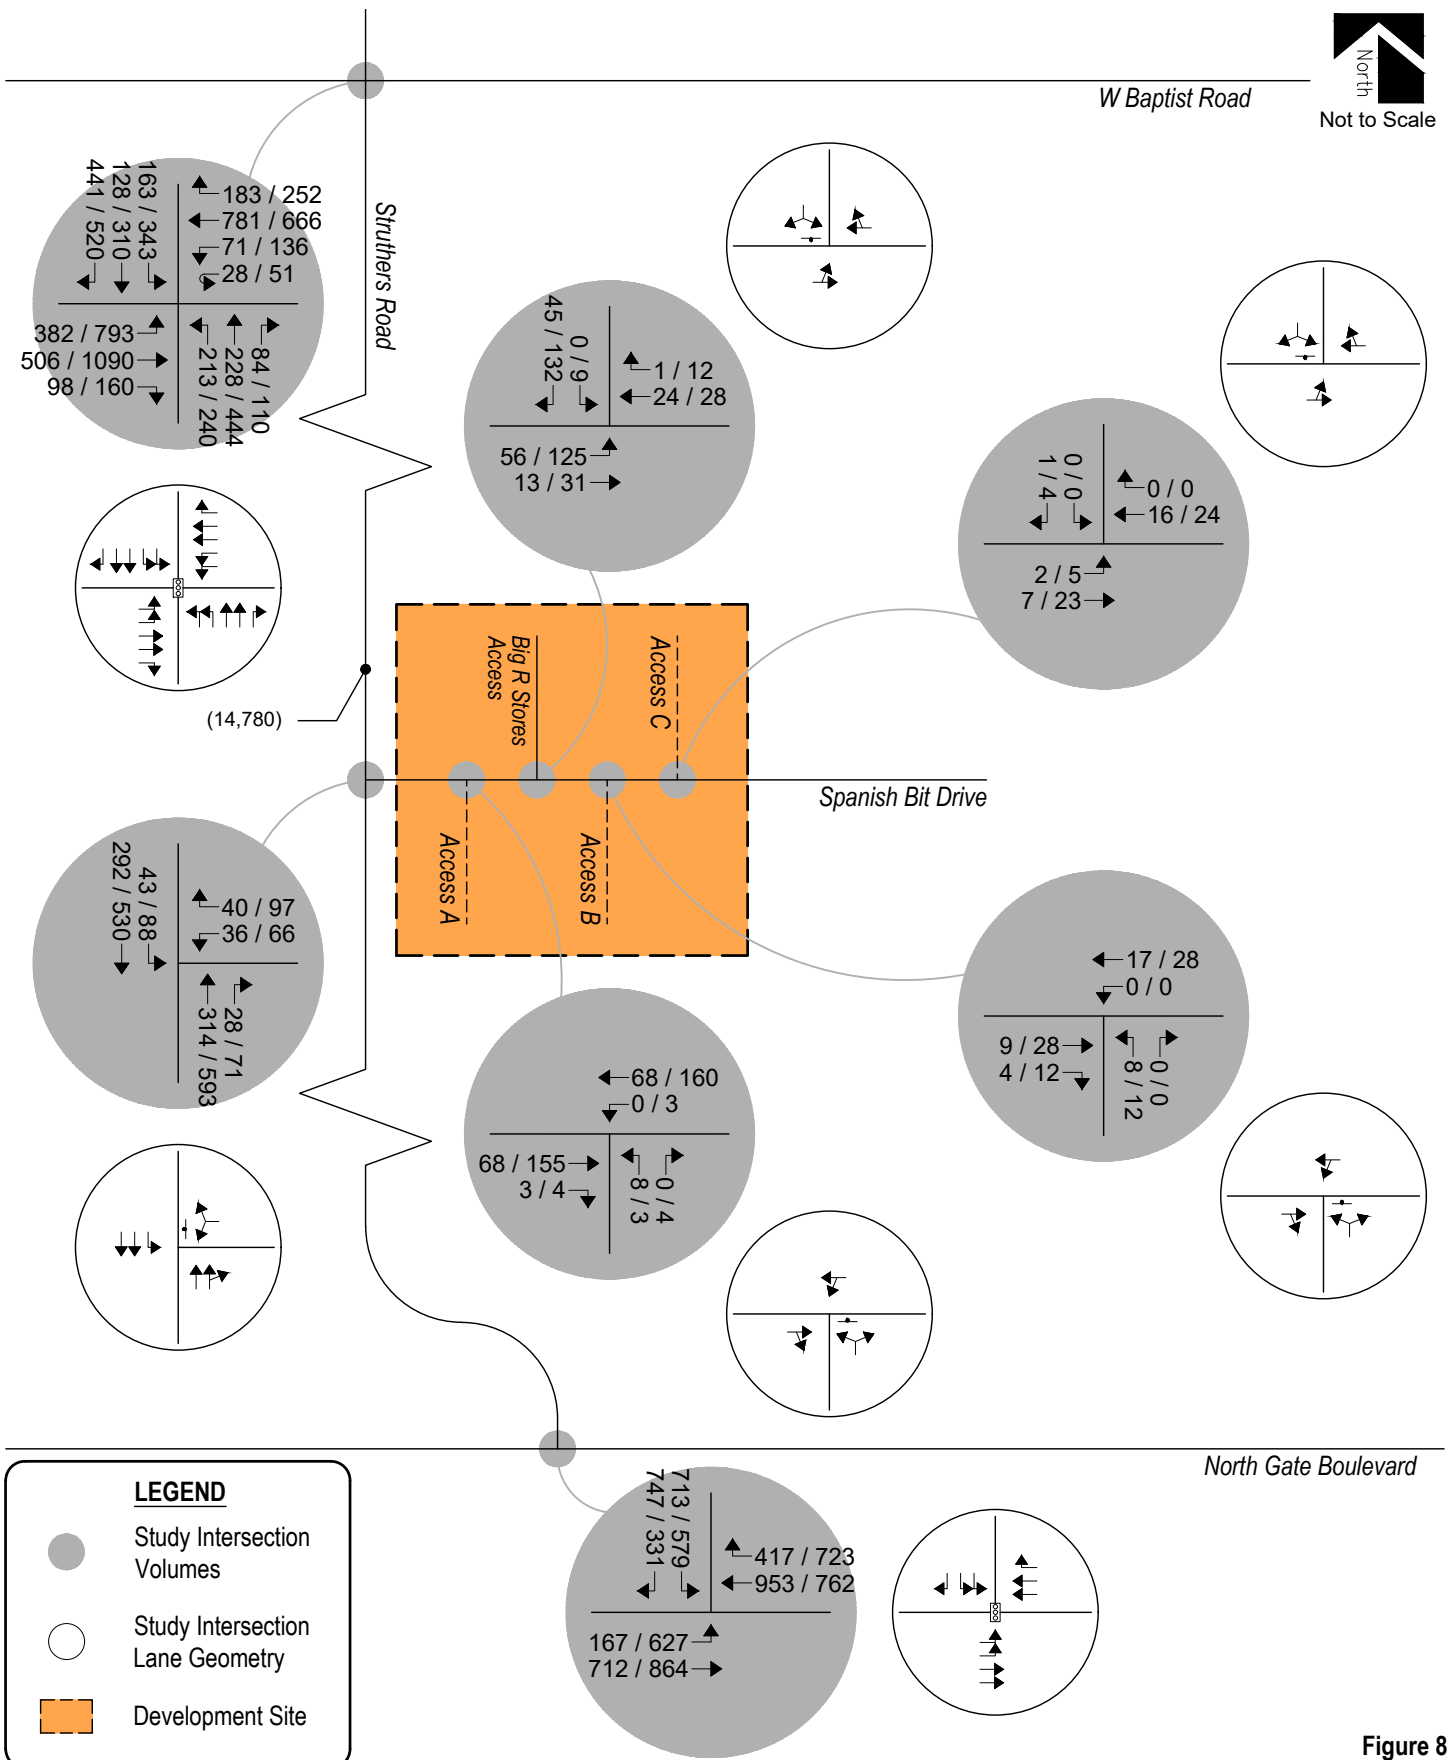 North
Not to Scale
W Baptist Road
Struthers Road
163 / 343
128 / 310
441 / 520
183 / 252
781 / 666
71 / 136
28 / 51
382 / 793
506 / 1090
98 / 160
84 / 110
228 / 444
213 / 240
0 / 9
45 / 132
1 / 12
24 / 28
56 / 125
13 / 31
0 / 0
1 / 4
0 / 0
16 / 24
2 / 5
7 / 23
(14,780)
Big R Stores
Access
Access C
Spanish Bit Drive
Access A
Access B
43 / 88
292 / 530
40 / 97
36 / 66
28 / 71
314 / 593
68 / 160
0 / 3
68 / 155
3 / 4
0 / 4
8 / 3
17 / 28
0 / 0
9 / 28
4 / 12
0 / 0
8 / 12
North Gate Boulevard
713 / 579
747 / 331
417 / 723
953 / 762
167 / 627
712 / 864
LEGEND
Study Intersection
Volumes
Study Intersection
Lane Geometry
Development Site
Figure 8